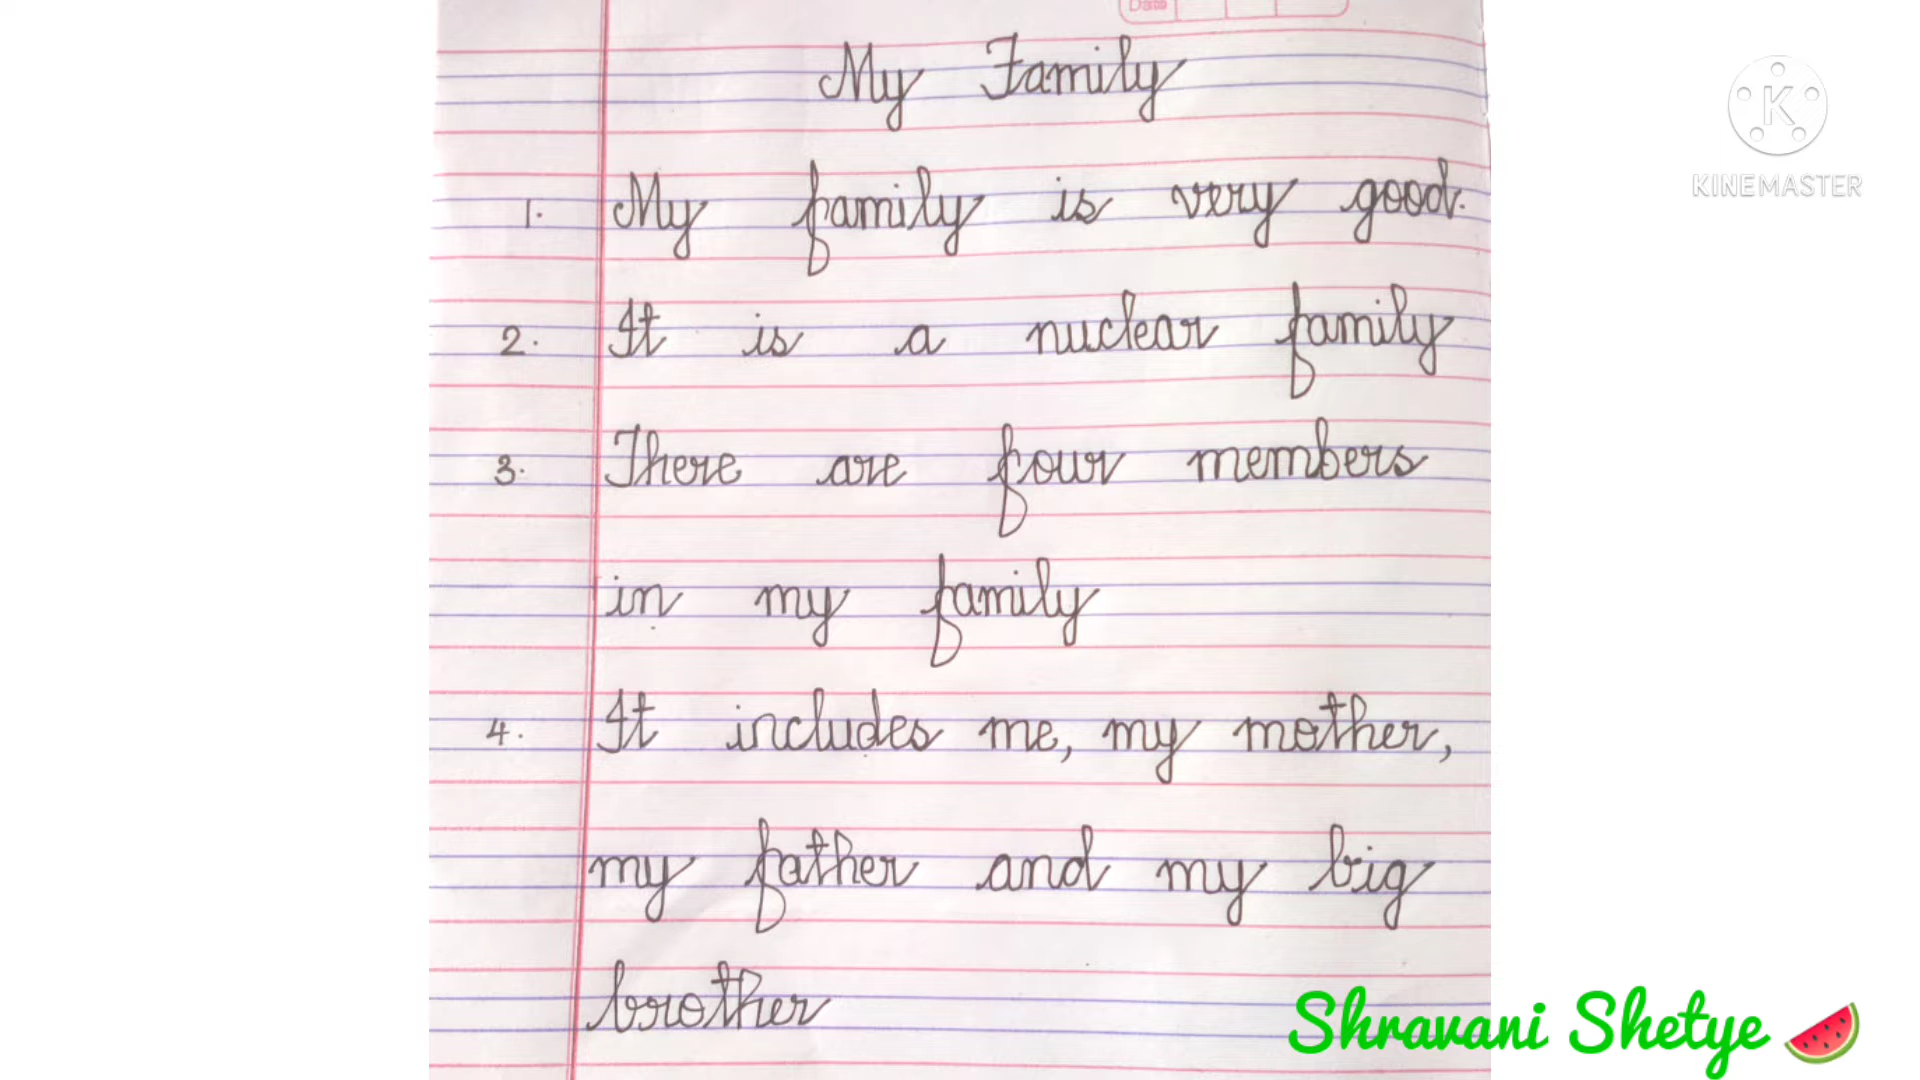 Date
My Family
1. My family is very good.
2. It is a nuclear family
3. There are four members
in my family
4. It includes me, my mother,
my father and my big
brother
KINEMASTER
Shravani Shetye